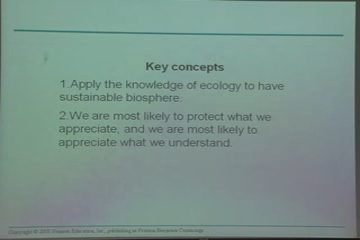 Key concepts
1.Apply the knowledge of ecology to have
sustainable biosphere.
2.We are most likely to protect what we
appreciate, and we are most likely to
appreciate what we understand.
Copyright © 2008 Pearson Education, Inc., publishing as Pearson Benjamin Cummings